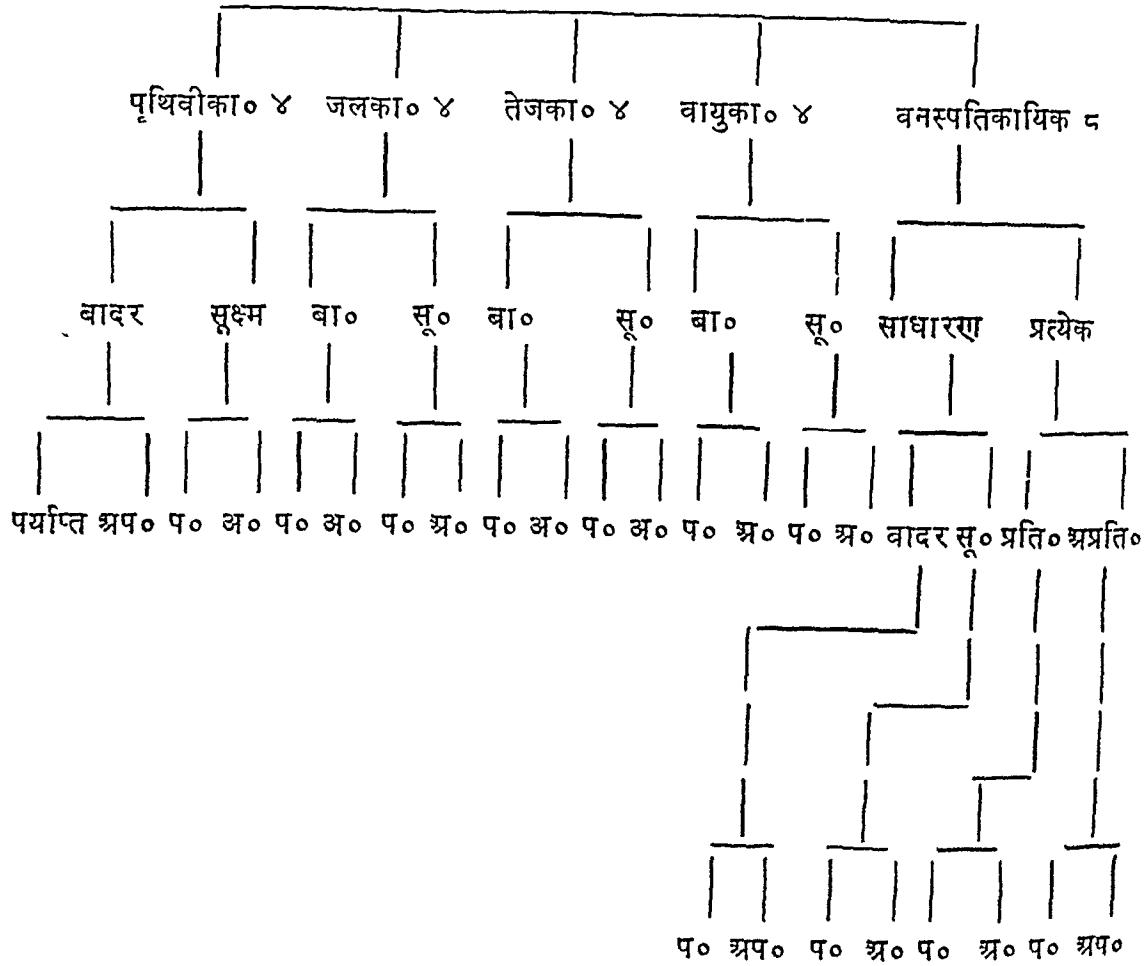 पृथिवीका० ४ जलका० ४ तेजका० ४ वायुका० ४ वनस्पतिकायिक ८
बादर सूक्ष्म बा० सू० बा० सू० बा० सू० साधारण प्रत्येक
पर्याप्त अप० प० अ० प० अ० प० अ० प० अ० प० अ० प० अ० प० अ० वादर सू० प्रति० अप्रति०
प० अप० प० अ० प० अ० प० अप०